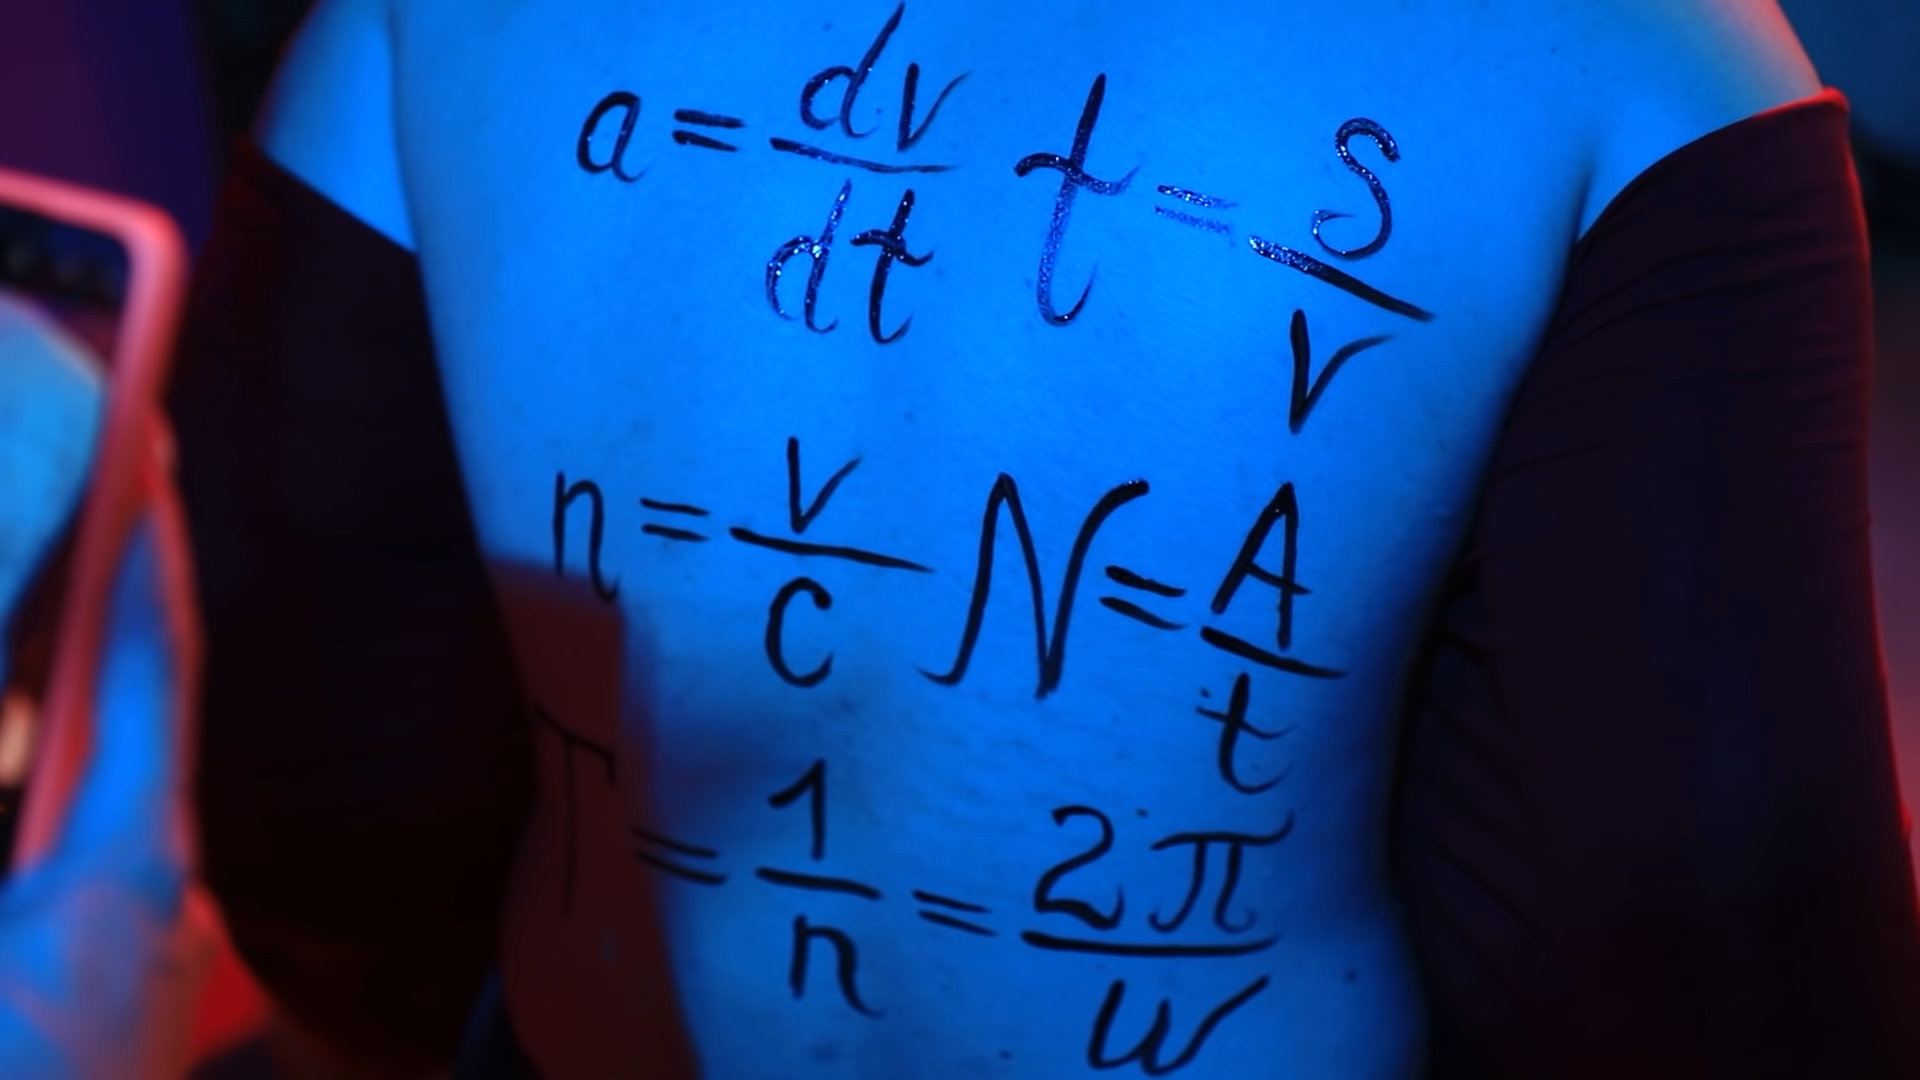 a = dv/dt t = S/v
n = v/c N = A/t
T = 1/n = 2π/w